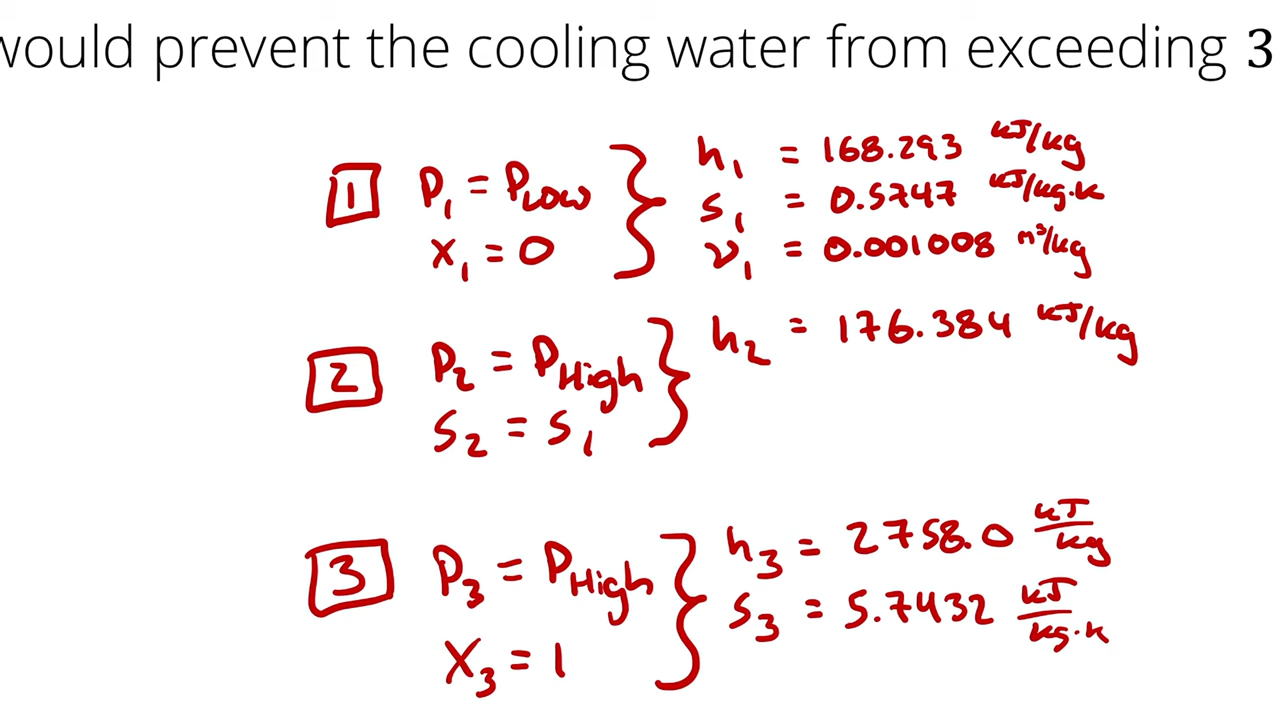 would prevent the cooling water from exceeding 3
1 P₁ = PLow } h₁ = 168.293 kJ/kg
x₁ = 0 s₁ = 0.5747 kJ/kg·K
ν₁ = 0.001008 m³/kg
2 P₂ = PHigh } h₂ = 176.384 kJ/kg
s₂ = s₁
3 P₃ = PHigh } h₃ = 2758.0 kJ/kg
x₃ = 1 s₃ = 5.7432 kJ/kg·K